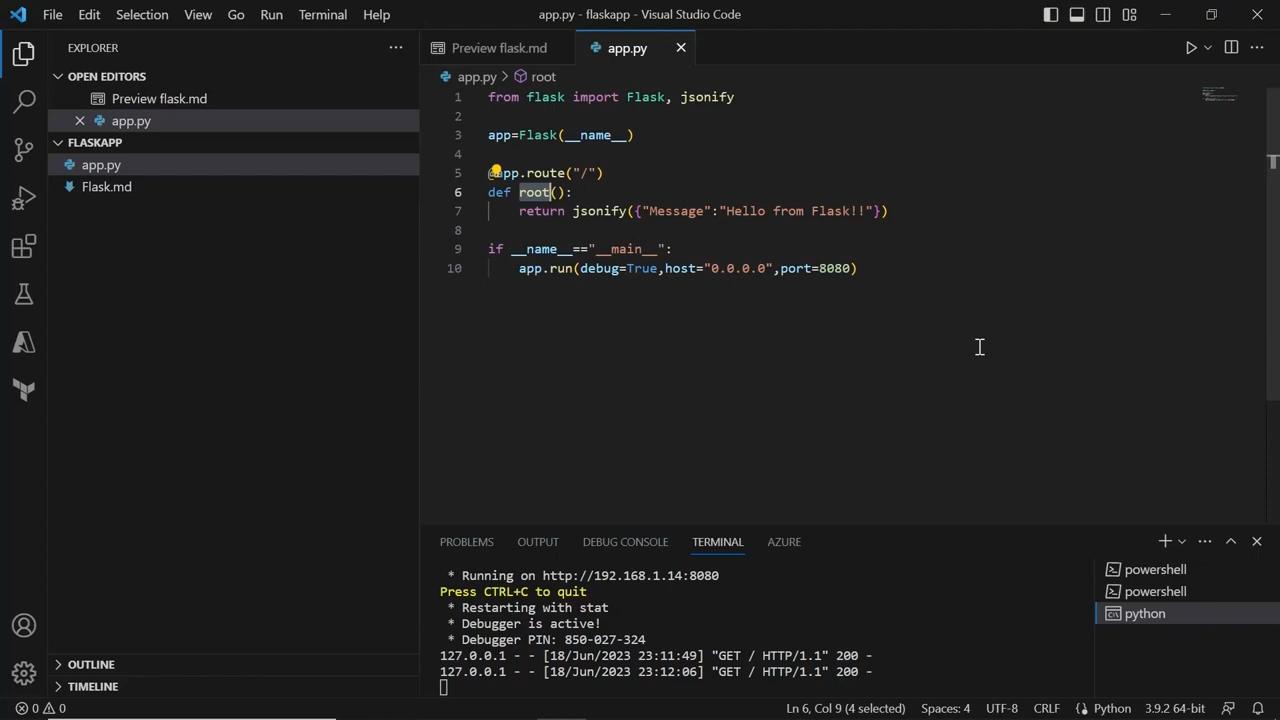 File Edit Selection View Go Run Terminal Help
app.py - flaskapp - Visual Studio Code
EXPLORER
OPEN EDITORS
Preview flask.md
app.py
FLASKAPP
app.py
Flask.md
OUTLINE
TIMELINE
Preview flask.md
app.py
app.py > root
1 from flask import Flask, jsonify
2
3 app=Flask(__name__)
4
5 @app.route("/")
6 def root():
7 return jsonify({"Message":"Hello from Flask!!"})
8
9 if __name__=="__main__":
10 app.run(debug=True,host="0.0.0.0",port=8080)
PROBLEMS OUTPUT DEBUG CONSOLE TERMINAL AZURE
* Running on http://192.168.1.14:8080
Press CTRL+C to quit
* Restarting with stat
* Debugger is active!
* Debugger PIN: 850-027-324
127.0.0.1 - - [18/Jun/2023 23:11:49] "GET / HTTP/1.1" 200 -
127.0.0.1 - - [18/Jun/2023 23:12:06] "GET / HTTP/1.1" 200 -
powershell
powershell
python
0 0
Ln 6, Col 9 (4 selected) Spaces: 4 UTF-8 CRLF Python 3.9.2 64-bit